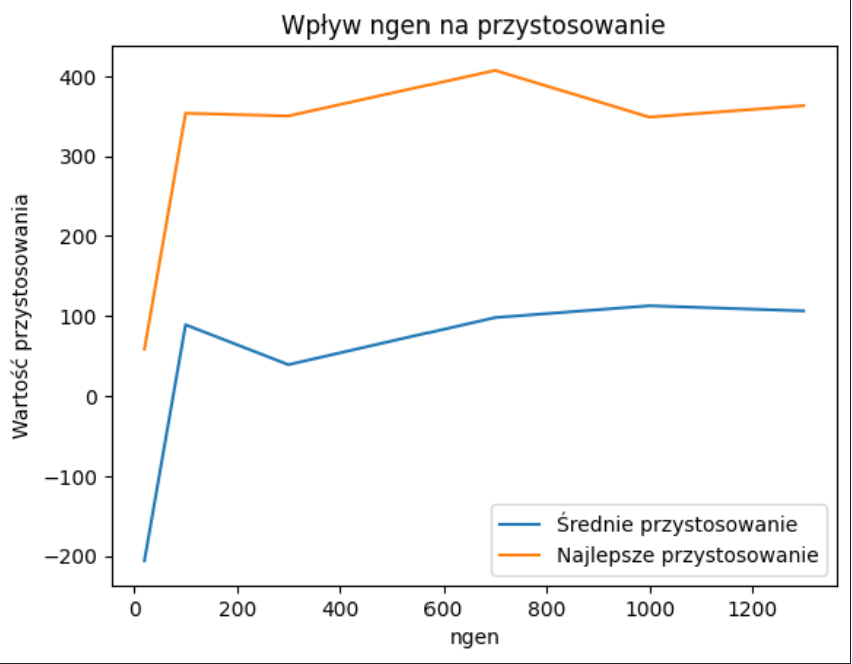 Wpływ ngen na przystosowanie
Wartość przystosowania
400
300
200
100
0
−100
−200
Średnie przystosowanie
Najlepsze przystosowanie
0 200 400 600 800 1000 1200
ngen